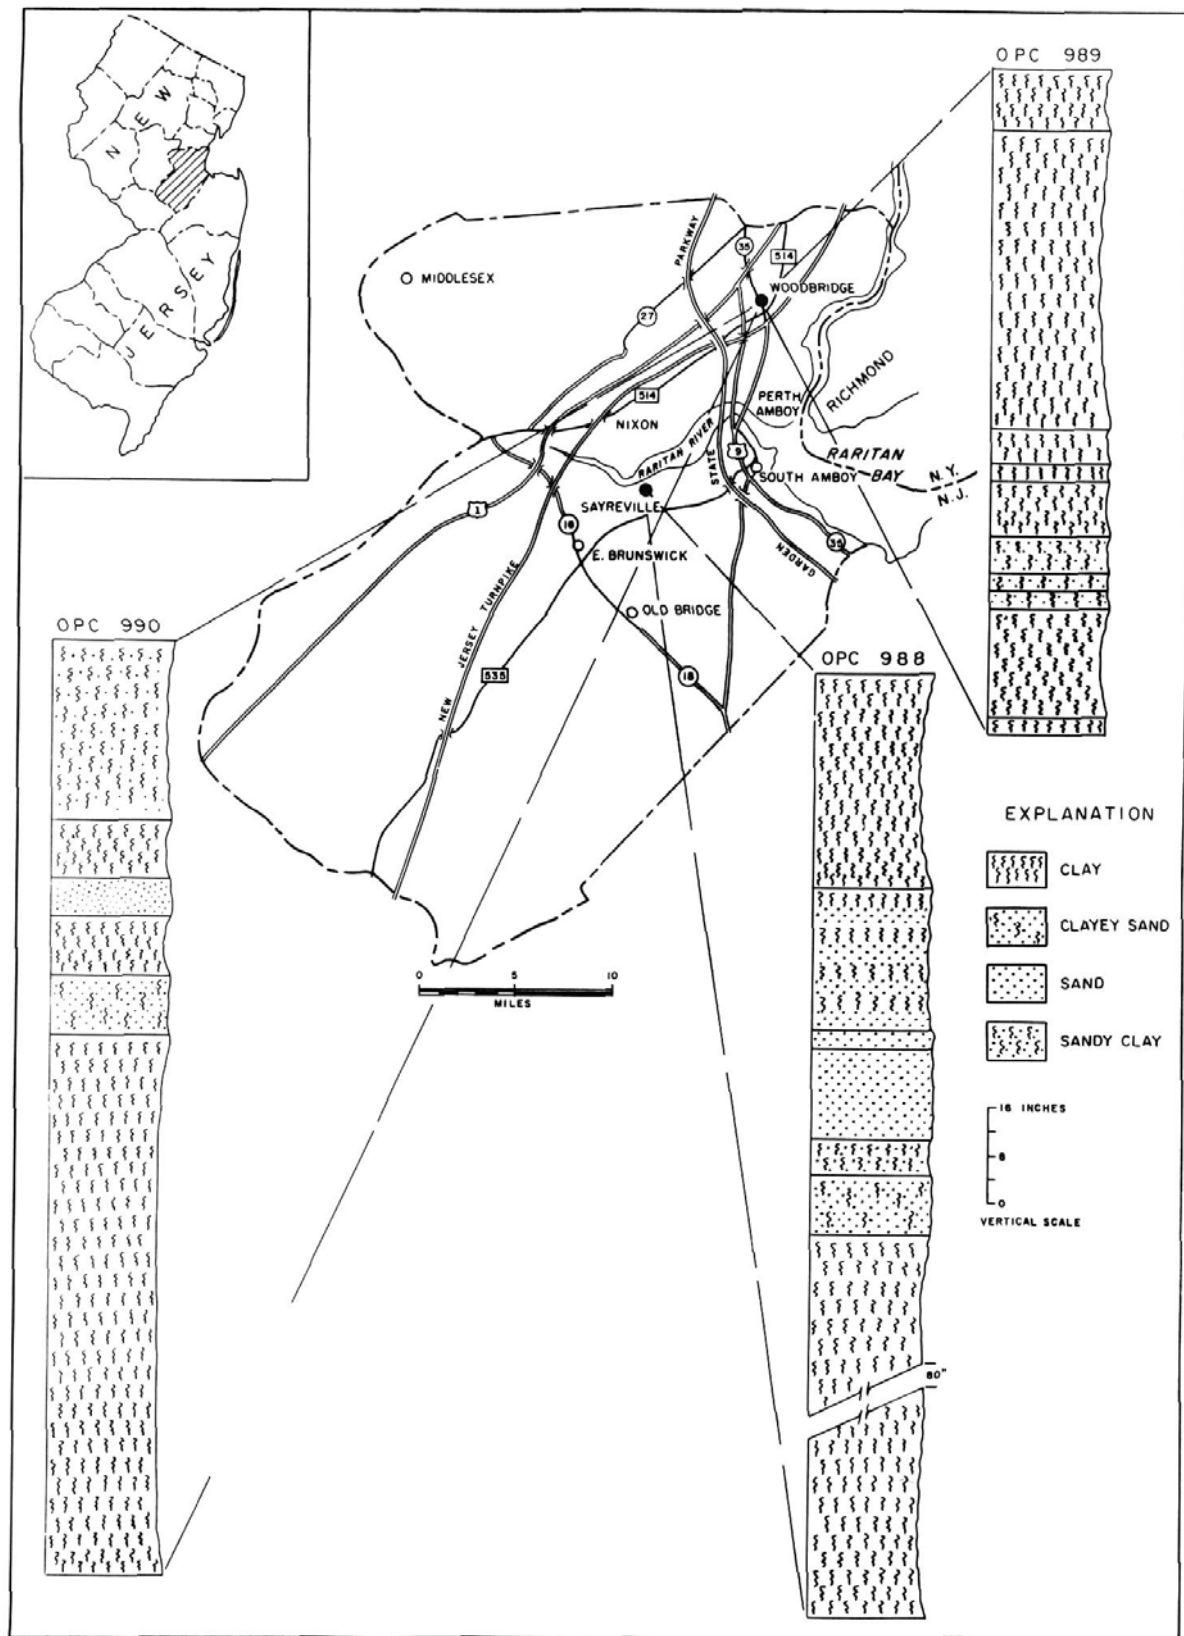 OPC 989
NEW
JERSEY
PARKWAY
35
514
MIDDLESEX
WOODBRIDGE
27
RICHMOND
514
PERTH
AMBOY
NIXON
RARITAN RIVER
STATE
9
RARITAN
BAY
N.Y.
N.J.
SOUTH AMBOY
SAYREVILLE
1
18
35
GARDEN
E. BRUNSWICK
NEW JERSEY TURNPIKE
OLD BRIDGE
OPC 990
535
18
OPC 988
EXPLANATION
CLAY
CLAYEY SAND
SAND
SANDY CLAY
0 5 10
MILES
16 INCHES
8
0
VERTICAL SCALE
80"